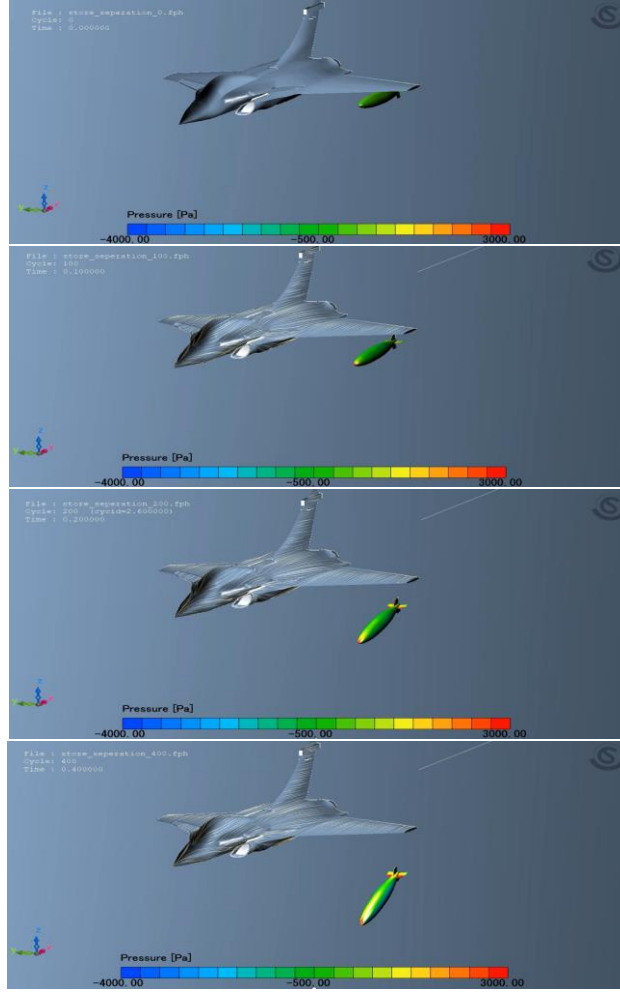 File : store_seperation_0.fph
Cycle: 0
Time : 0.000000
Pressure [Pa]
-4000.00 -500.00 3000.00
File : store_seperation_100.fph
Cycle: 100
Time : 0.100000
Pressure [Pa]
-4000.00 -500.00 3000.00
File : store_seperation_200.fph
Cycle: 200 (cycid=2.800000)
Time : 0.200000
Pressure [Pa]
-4000.00 -500.00 3000.00
File : store_seperation_400.fph
Cycle: 400
Time : 0.400000
Pressure [Pa]
-4000.00 -500.00 3000.00